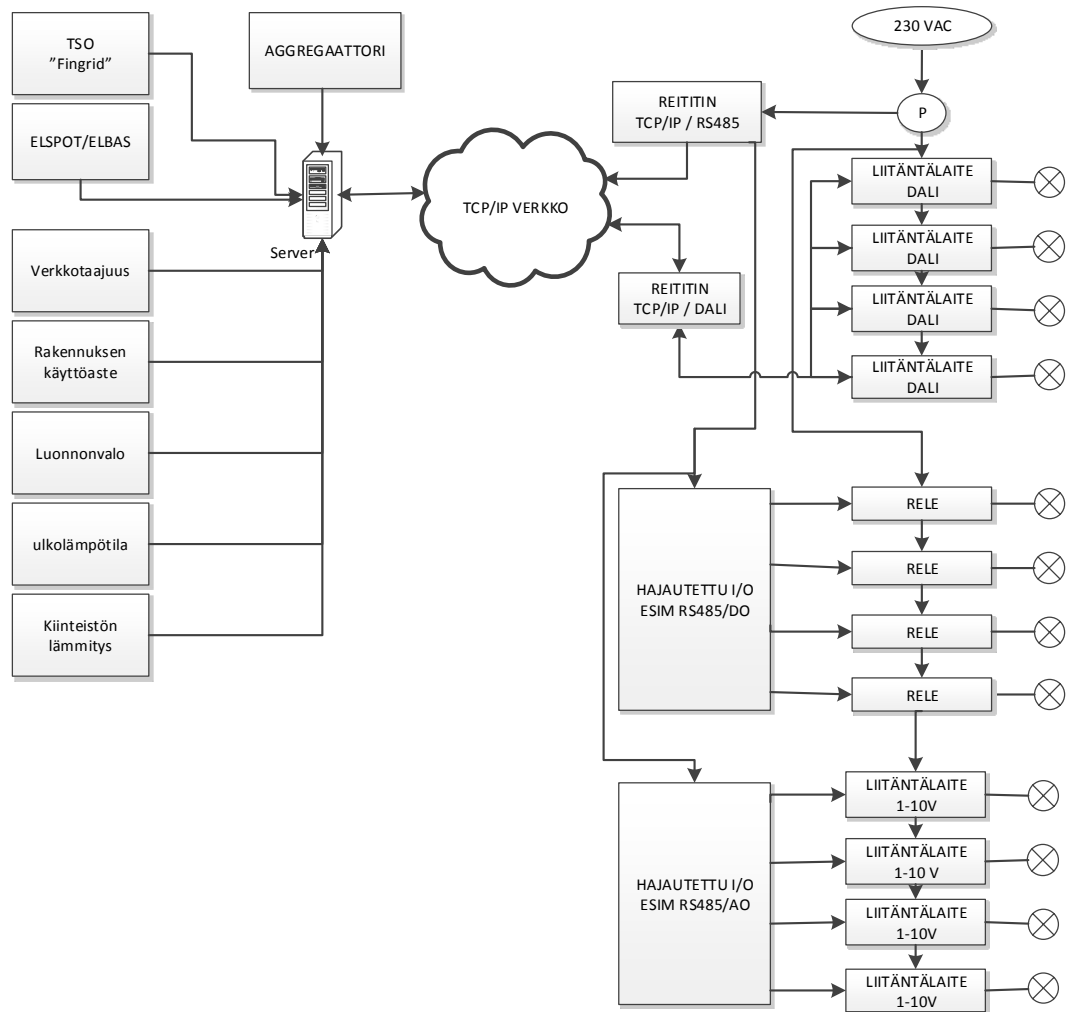 TSO
”Fingrid”
AGGREGAATTORI
ELSPOT/ELBAS
Server
Verkkotaajuus
Rakennuksen
käyttöaste
Luonnonvalo
ulkolämpötila
Kiinteistön
lämmitys
TCP/IP VERKKO
REITITIN
TCP/IP / RS485
REITITIN
TCP/IP / DALI
230 VAC
P
LIITÄNTÄLAITE
DALI
LIITÄNTÄLAITE
DALI
LIITÄNTÄLAITE
DALI
LIITÄNTÄLAITE
DALI
HAJAUTETTU I/O
ESIM RS485/DO
RELE
RELE
RELE
RELE
HAJAUTETTU I/O
ESIM RS485/AO
LIITÄNTÄLAITE
1-10V
LIITÄNTÄLAITE
1-10 V
LIITÄNTÄLAITE
1-10V
LIITÄNTÄLAITE
1-10V